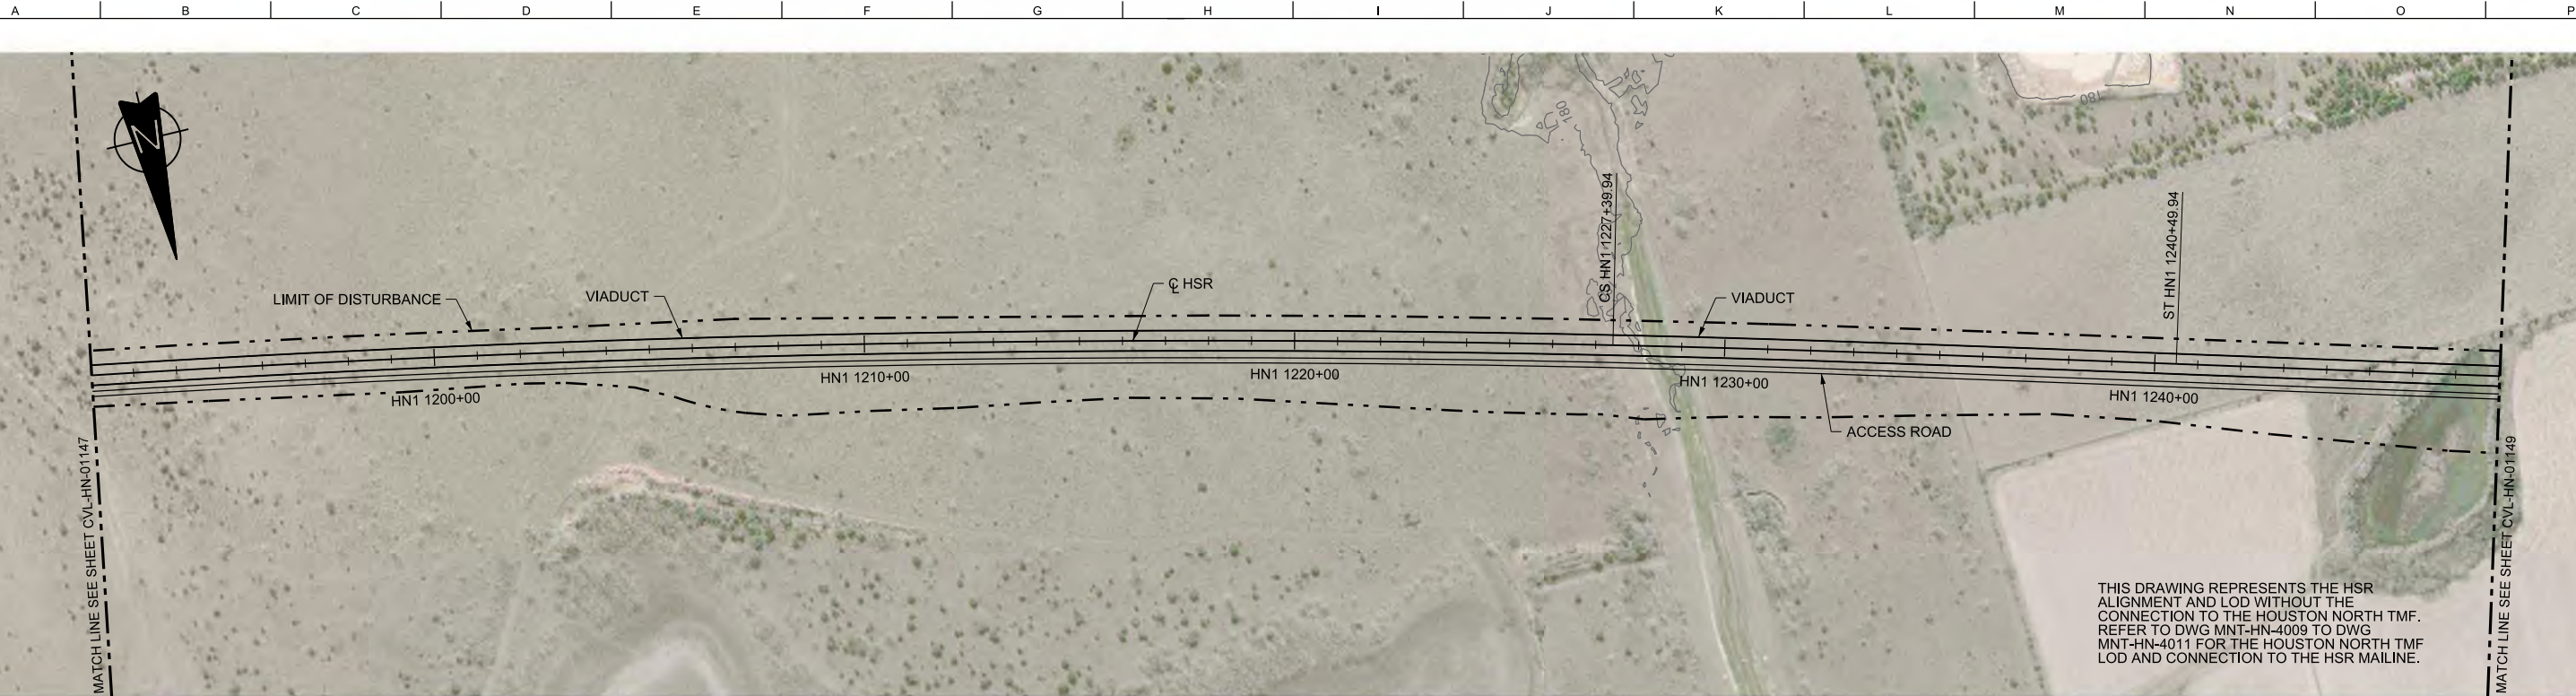 A B C D E F G H I J K L M N O P
N
180
180
CS HN1 1227+39.94
ST HN1 1240+49.94
LIMIT OF DISTURBANCE
VIADUCT
℄ HSR
VIADUCT
HN1 1200+00
HN1 1210+00
HN1 1220+00
HN1 1230+00
HN1 1240+00
ACCESS ROAD
MATCH LINE SEE SHEET CVL-HN-01147
MATCH LINE SEE SHEET CVL-HN-01149
THIS DRAWING REPRESENTS THE HSR
ALIGNMENT AND LOD WITHOUT THE
CONNECTION TO THE HOUSTON NORTH TMF.
REFER TO DWG MNT-HN-4009 TO DWG
MNT-HN-4011 FOR THE HOUSTON NORTH TMF
LOD AND CONNECTION TO THE HSR MAILINE.